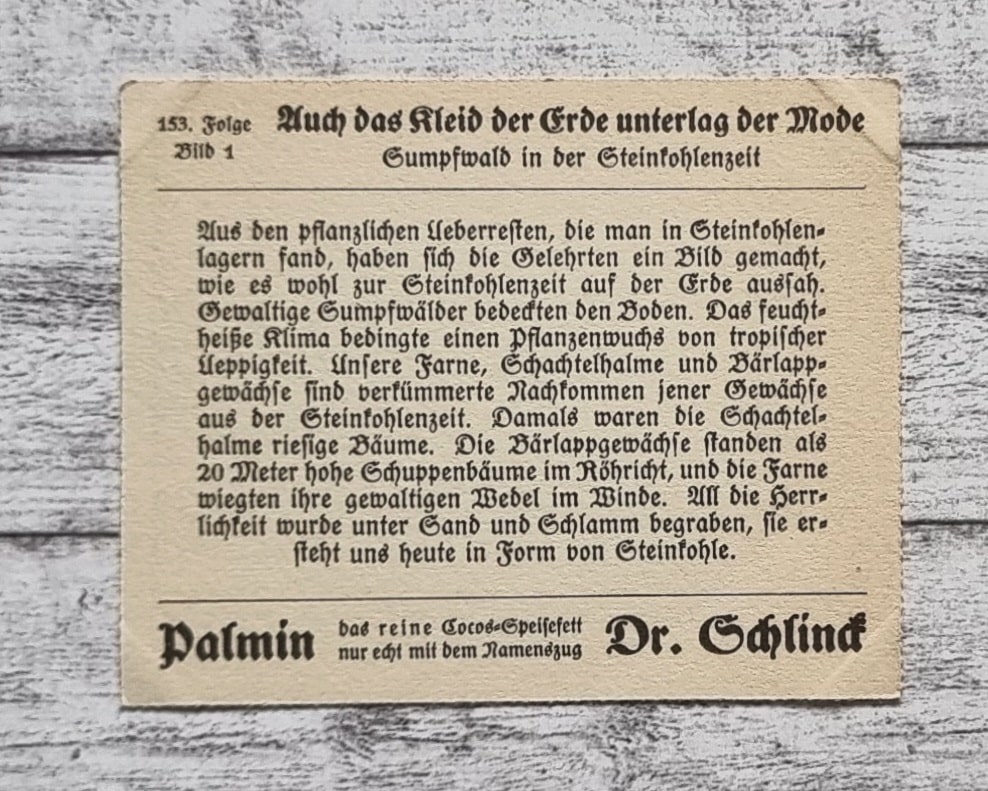 153. Folge Auch das Kleid der Erde unterlag der Mode
Bild 1 Sumpfwald in der Steinkohlenzeit
Aus den pflanzlichen Ueberresten, die man in Steinkohlen-
lagern fand, haben sich die Gelehrten ein Bild gemacht,
wie es wohl zur Steinkohlenzeit auf der Erde aussah.
Gewaltige Sumpfwälder bedeckten den Boden. Das feucht-
heiße Klima bedingte einen Pflanzenwuchs von tropischer
Ueppigkeit. Unsere Farne, Schachtelhalme und Bärlapp-
gewächse sind verkümmerte Nachkommen jener Gewächse
aus der Steinkohlenzeit. Damals waren die Schachtel-
halme riesige Bäume. Die Bärlappgewächse standen als
20 Meter hohe Schuppenbäume im Röhricht, und die Farne
wiegten ihre gewaltigen Wedel im Winde. All die Herr-
lichkeit wurde unter Sand und Schlamm begraben, sie er-
steht uns heute in Form von Steinkohle.
Palmin das reine Cocos-Speisefett Dr. Schlinck
nur echt mit dem Namenszug